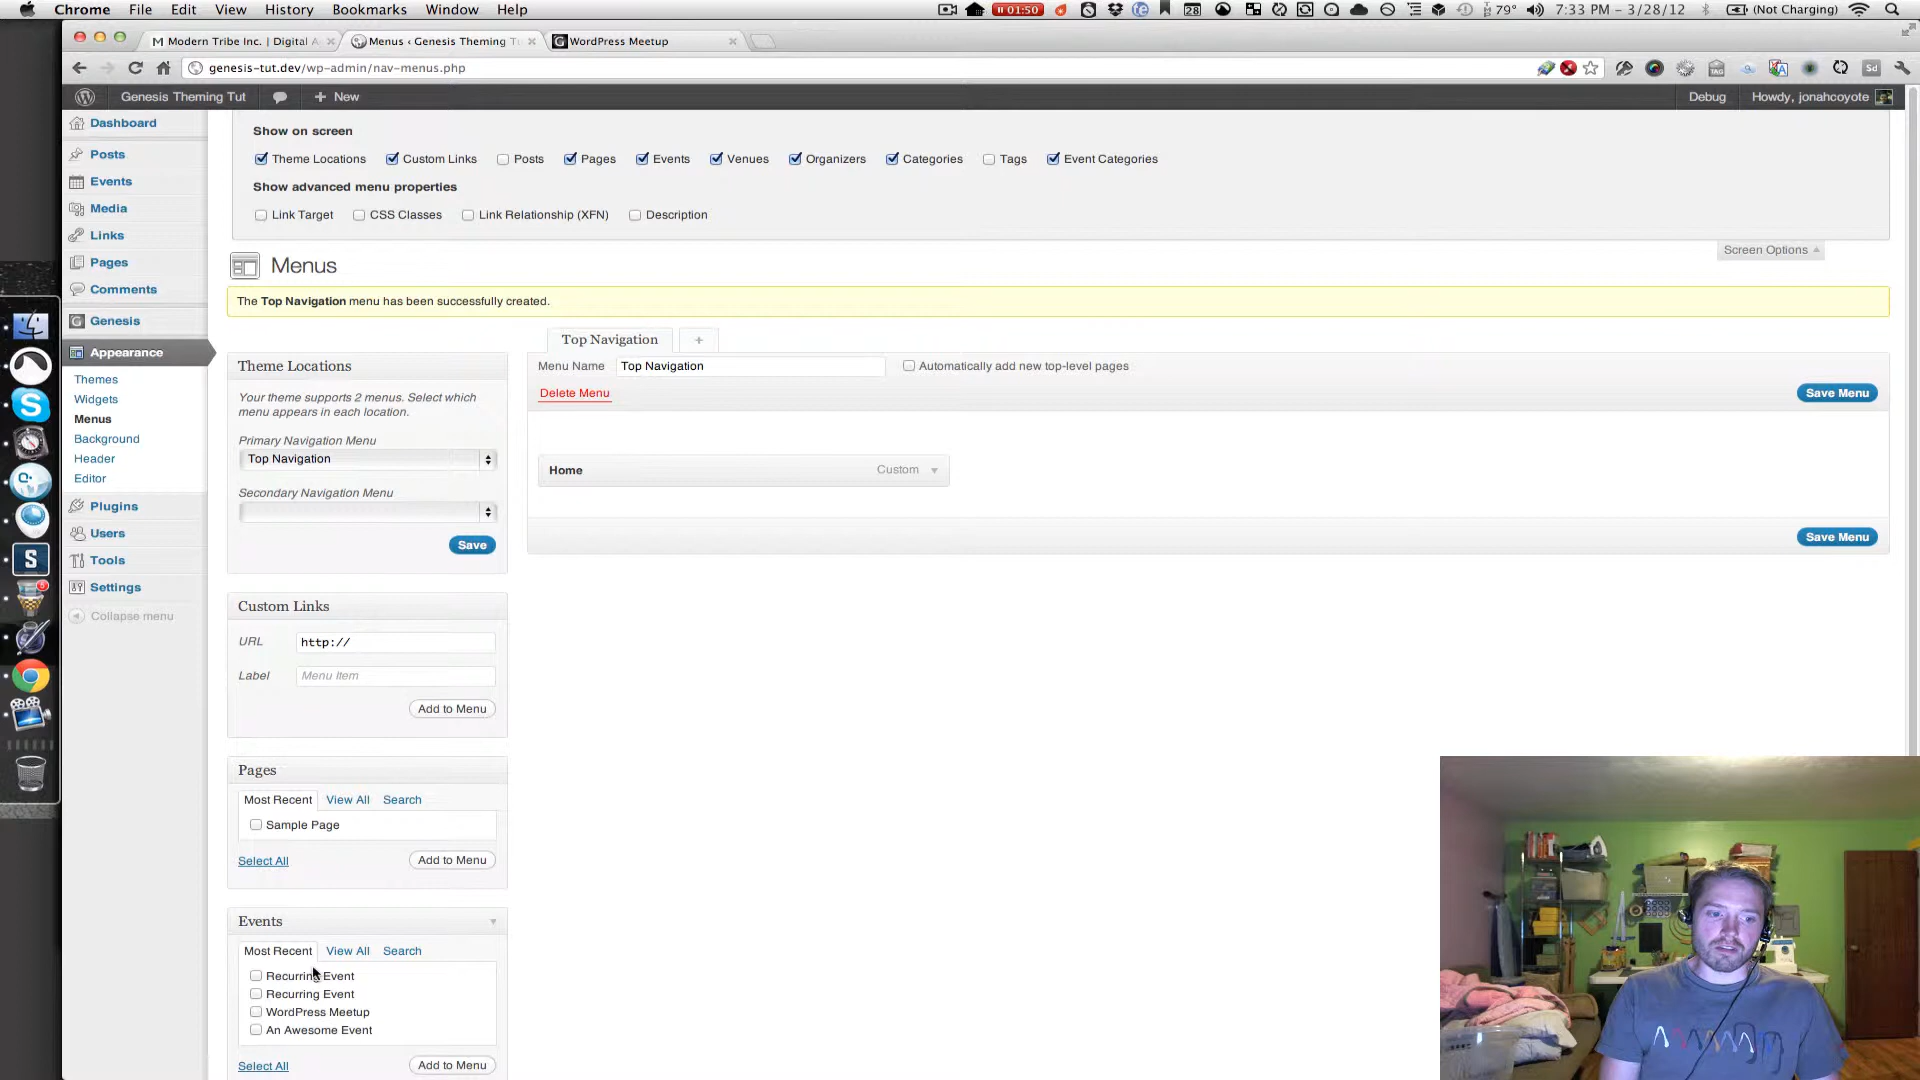 Chrome File Edit View History Bookmarks Window Help 01:50 28 79° 7:33 PM - 3/28/12 (Not Charging)
Modern Tribe Inc. | Digital A Menus ‹ Genesis Theming Tu WordPress Meetup
genesis-tut.dev/wp-admin/nav-menus.php
Genesis Theming Tut + New Debug Howdy, jonahcoyote
Dashboard
Posts
Events
Media
Links
Pages
Comments
Genesis
Appearance
Themes
Widgets
Menus
Background
Header
Editor
Plugins
Users
Tools
Settings
Collapse menu
Show on screen
Theme Locations Custom Links Posts Pages Events Venues Organizers Categories Tags Event Categories
Show advanced menu properties
Link Target CSS Classes Link Relationship (XFN) Description
Screen Options
Menus
The Top Navigation menu has been successfully created.
Theme Locations
Your theme supports 2 menus. Select which
menu appears in each location.
Primary Navigation Menu
Top Navigation
Secondary Navigation Menu
Save
Custom Links
URL http://
Label Menu Item
Add to Menu
Pages
Most Recent View All Search
Sample Page
Select All Add to Menu
Events
Most Recent View All Search
Recurring Event
Recurring Event
WordPress Meetup
An Awesome Event
Select All Add to Menu
Top Navigation +
Menu Name Top Navigation Automatically add new top-level pages
Delete Menu Save Menu
Home Custom
Save Menu